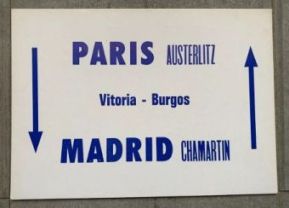 PARIS AUSTERLITZ
Vitoria - Burgos
MADRID CHAMARTIN